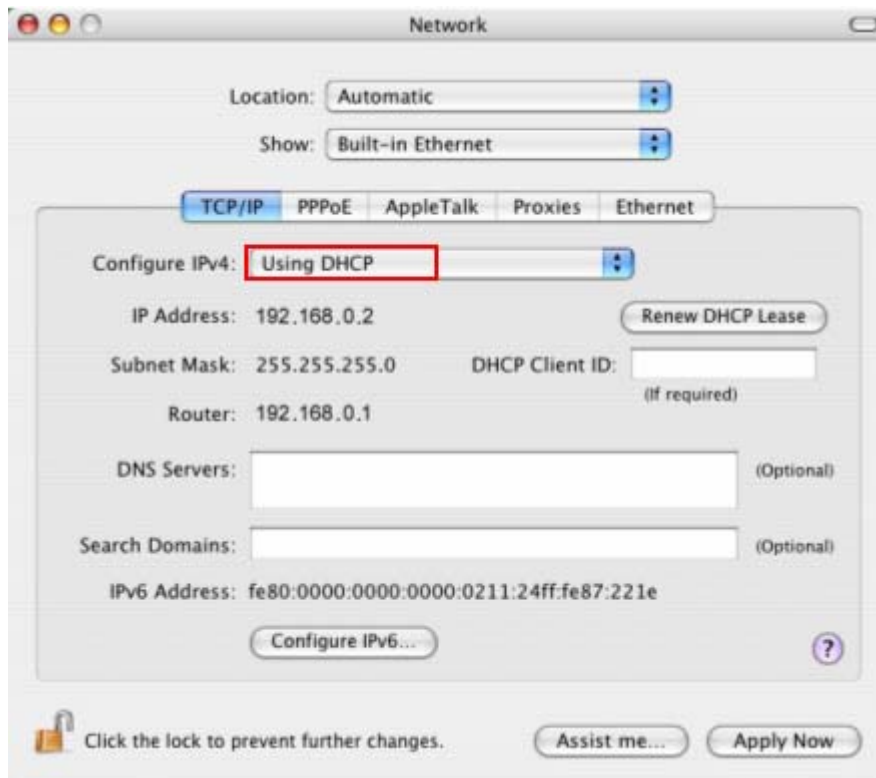 Network
Location: Automatic
Show: Built-in Ethernet
TCP/IP PPPoE AppleTalk Proxies Ethernet
Configure IPv4: Using DHCP
IP Address: 192.168.0.2 Renew DHCP Lease
Subnet Mask: 255.255.255.0 DHCP Client ID:
(If required)
Router: 192.168.0.1
DNS Servers: (Optional)
Search Domains: (Optional)
IPv6 Address: fe80:0000:0000:0000:0211:24ff:fe87:221e
Configure IPv6...
?
Click the lock to prevent further changes. Assist me... Apply Now